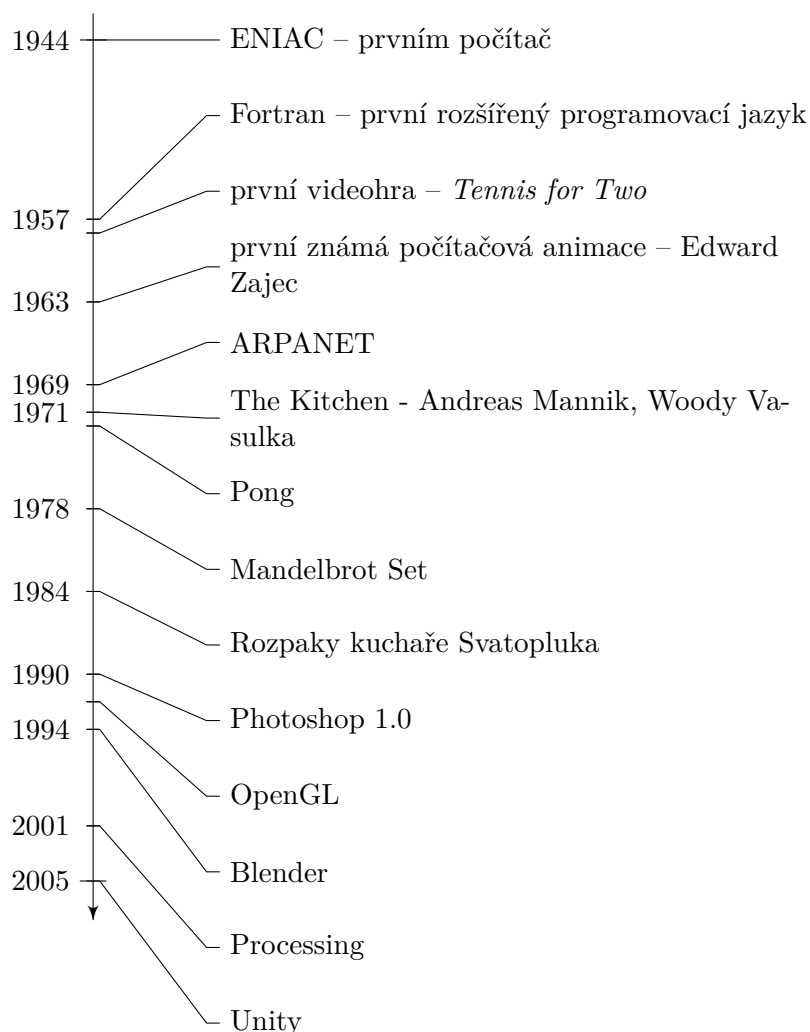 1944 ENIAC – prvním počítač
Fortran – první rozšířený programovací jazyk
první videohra – Tennis for Two
1957
první známá počítačová animace – Edward
Zajec
1963
ARPANET
1969
1971 The Kitchen - Andreas Mannik, Woody Va-
sulka
Pong
1978
Mandelbrot Set
1984
Rozpaky kuchaře Svatopluka
1990
Photoshop 1.0
1994
OpenGL
2001
Blender
2005
Processing
Unity